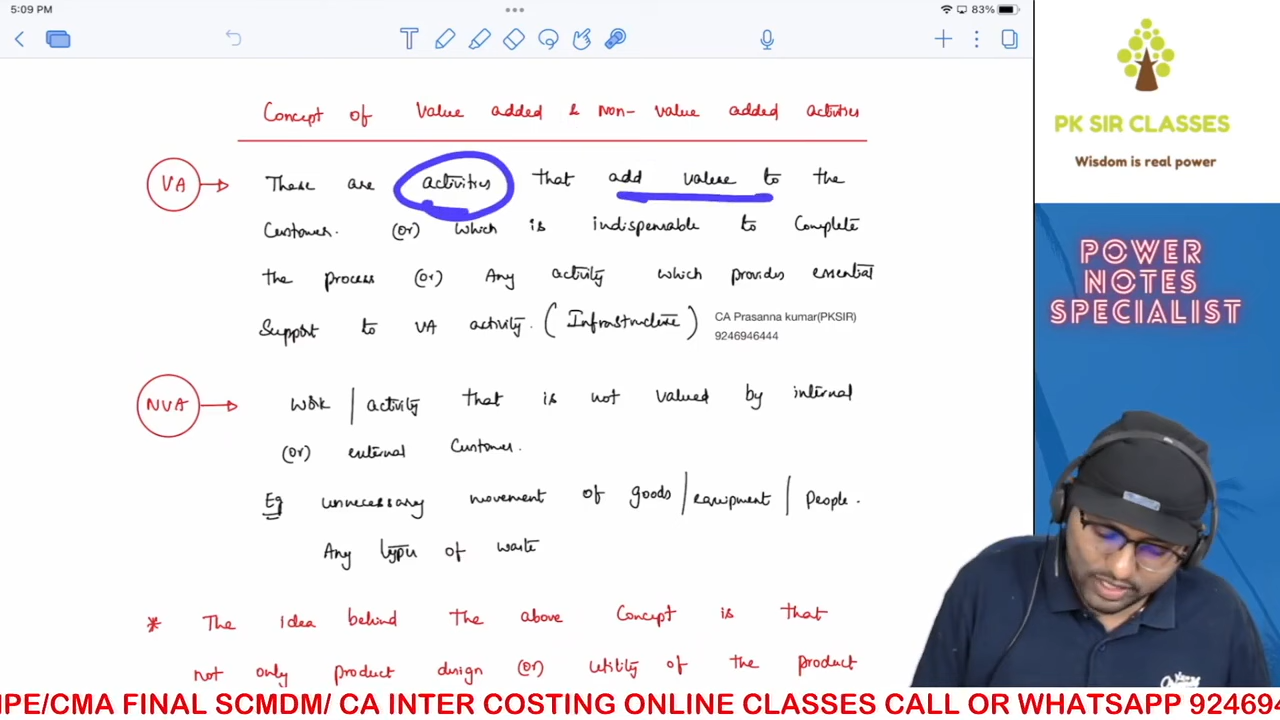 5:09 PM
83%
T
Concept of Value added & Non-value added activities
VA → These are activities that add value to the
Customer. (or) which is indispensable to Complete
the process (or) Any activity which provides essential
Support to VA activity. (Infrastructure)
CA Prasanna kumar(PKSIR)
9246946444
NVA → Work | activity that is not valued by internal
(or) external Customer.
Eg unnecessary movement of goods | equipment | People.
Any type of waste
* The idea behind the above Concept is that
not only product design (or) Utility of the product
PK SIR CLASSES
Wisdom is real power
POWER
NOTES
SPECIALIST
IPE/CMA FINAL SCMDM/ CA INTER COSTING ONLINE CLASSES CALL OR WHATSAPP 92469